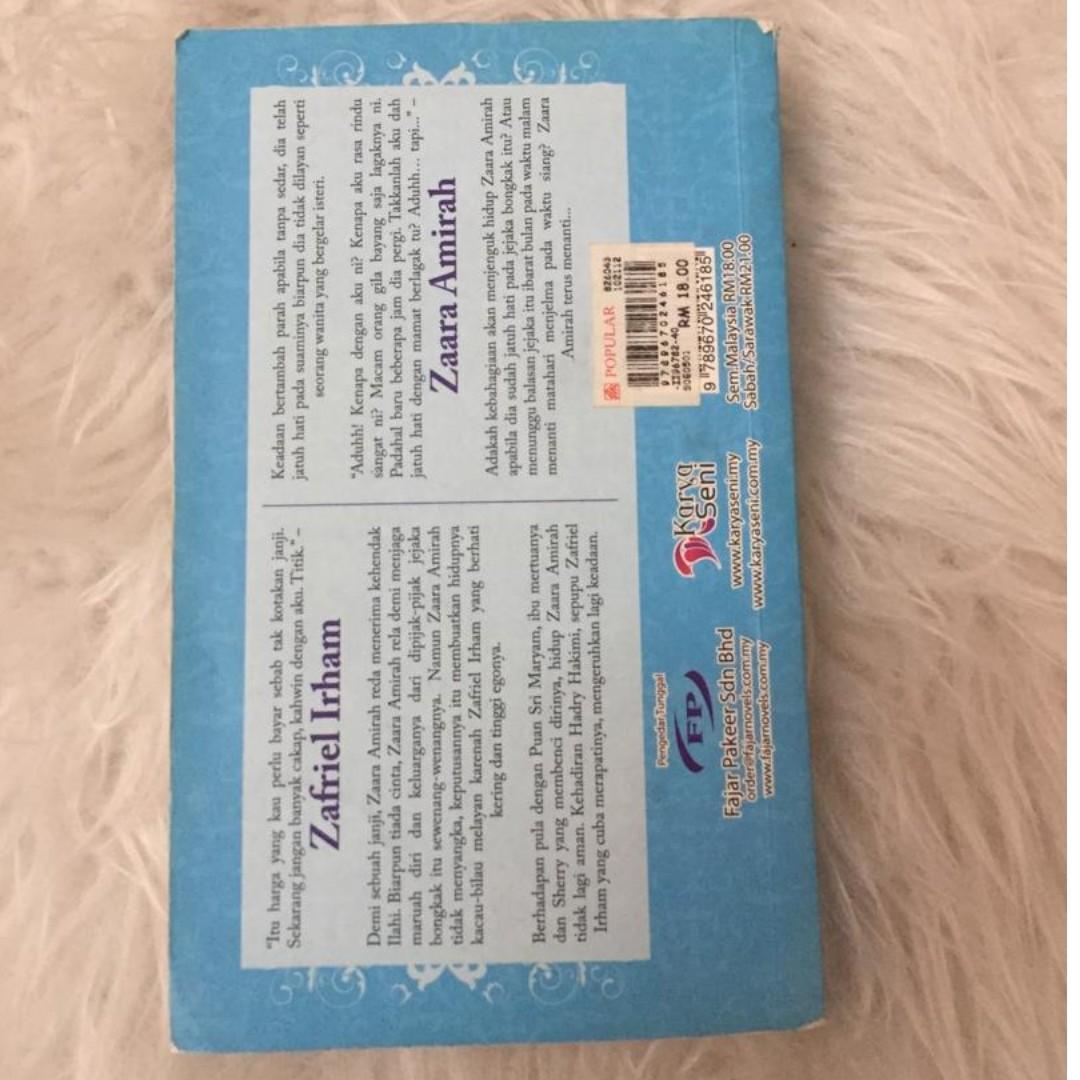 "Itu harga yang kau perlu bayar sebab tak kotakan janji.
Sekarang jangan banyak cakap, kahwin dengan aku. Titik." –
Zafriel Irham
Demi sebuah janji, Zaara Amirah reda menerima kehendak
Ilahi. Biarpun tiada cinta, Zaara Amirah rela demi menjaga
maruah diri dan keluarganya dari dipijak-pijak jejaka
bongkak itu sewenang-wenangnya. Namun Zaara Amirah
tidak menyangka, keputusannya itu membuatkan hidupnya
kacau-bilau melayan karenah Zafriel Irham yang berhati
kering dan tinggi egonya.
Berhadapan pula dengan Puan Sri Maryam, ibu mertuanya
dan Sherry yang membenci dirinya, hidup Zaara Amirah
tidak lagi aman. Kehadiran Hadry Hakimi, sepupu Zafriel
Irham yang cuba merapatinya, mengeruhkan lagi keadaan.
Keadaan bertambah parah apabila tanpa sedar, dia telah
jatuh hati pada suaminya biarpun dia tidak dilayan seperti
seorang wanita yang bergelar isteri.
"Aduhh! Kenapa dengan aku ni? Kenapa aku rasa rindu
sangat ni? Macam orang gila bayang saja lagaknya ni.
Padahal baru beberapa jam dia pergi. Takkanlah aku dah
jatuh hati dengan mamat berlagak tu? Aduhh... tapi..." –
Zaara Amirah
Adakah kebahagiaan akan menjenguk hidup Zaara Amirah
apabila dia sudah jatuh hati pada jejaka bongkak itu? Atau
menunggu balasan jejaka itu ibarat bulan pada waktu malam
menanti matahari menjelma pada waktu siang? Zaara
Amirah terus menanti...
Pengedar Tunggal
FP
Fajar Pakeer Sdn Bhd
order@fajarnovels.com.my
www.fajarnovels.com.my
Karya
Seni
www.karyaseni.my
www.karyaseni.com.my
POPULAR
826043
102112
9789670246185
-2296782-40
RM 18.00
9 789670 246185
Sem.Malaysia RM18.00
Sabah/Sarawak RM21.00